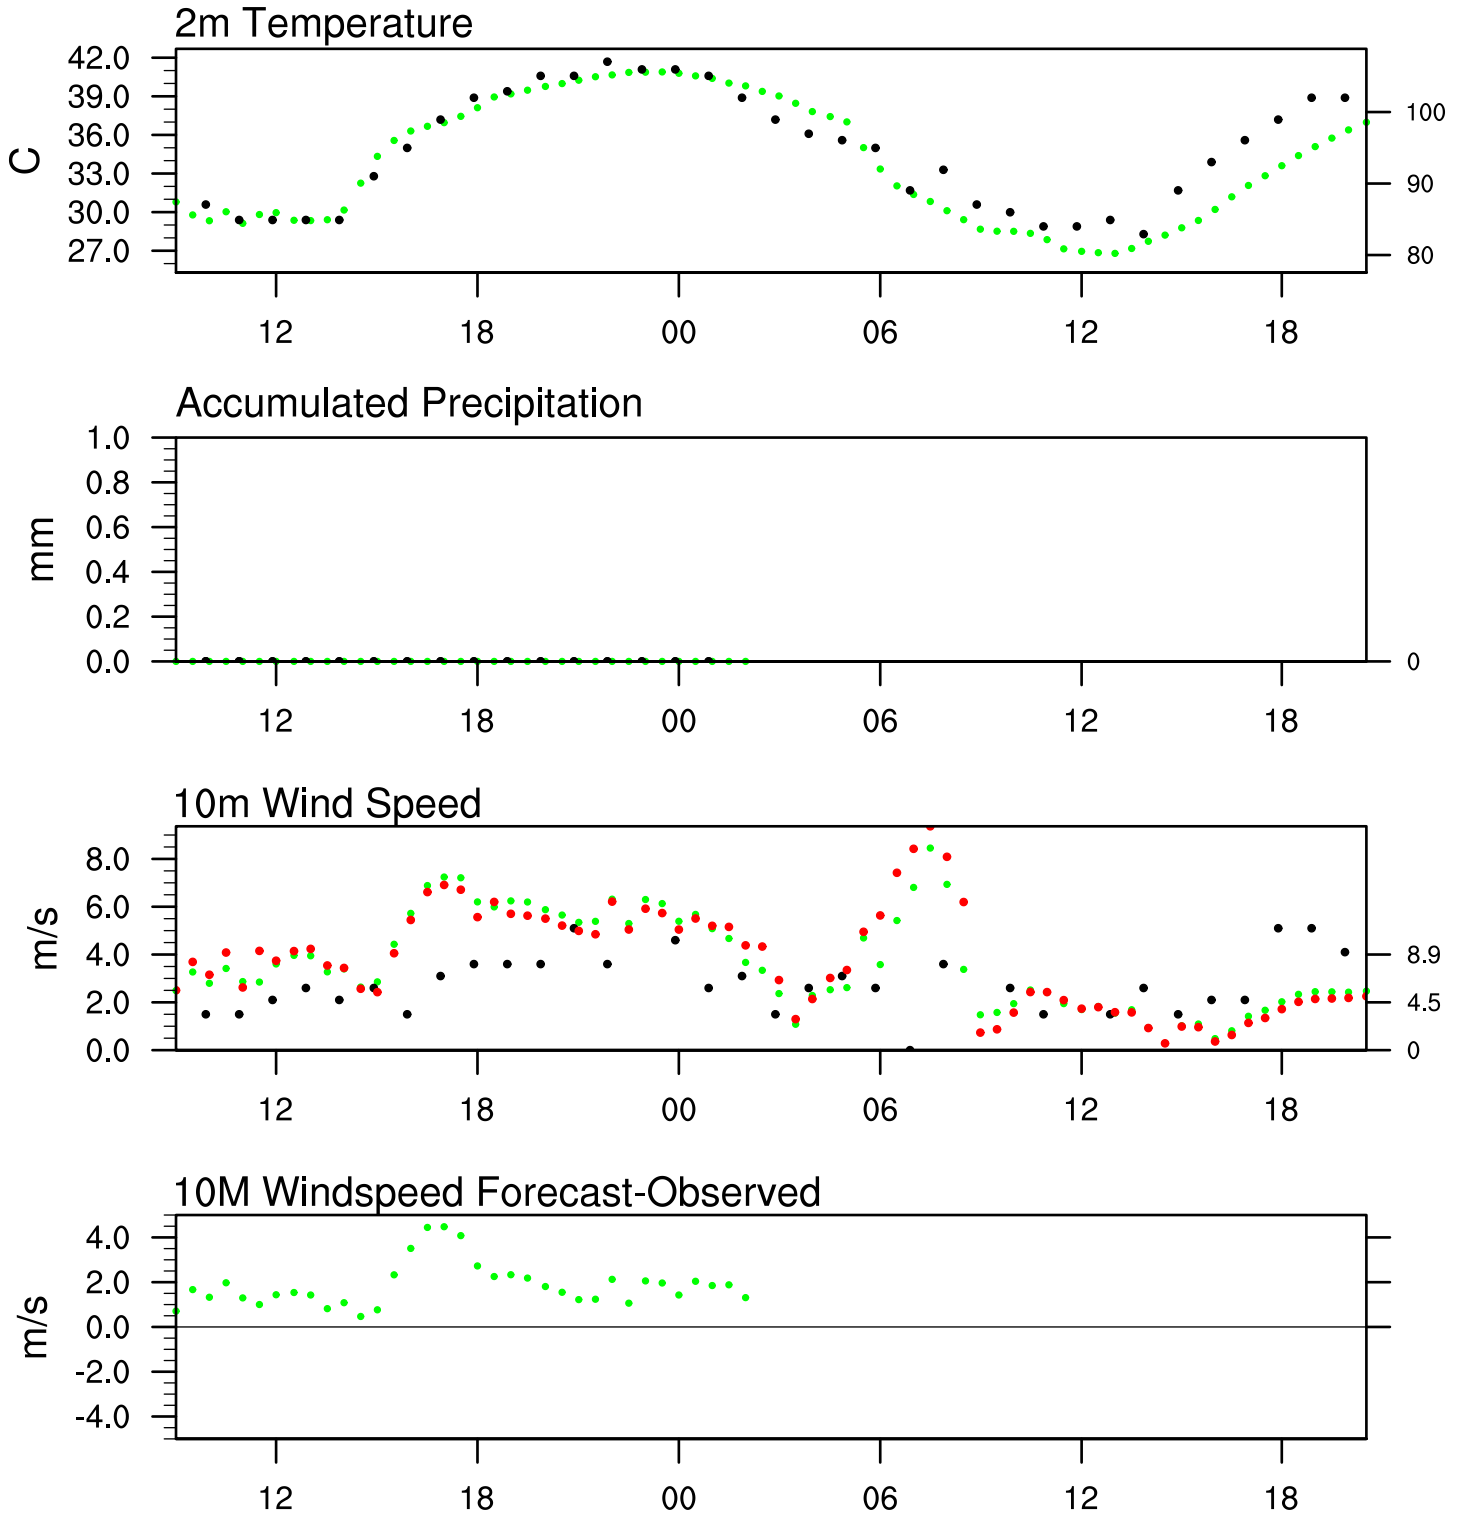 2m Temperature
42.0
39.0
36.0
33.0
30.0
27.0
C
100
90
80
12 18 00 06 12 18
Accumulated Precipitation
1.0
0.8
0.6
0.4
0.2
0.0
mm
0
12 18 00 06 12 18
10m Wind Speed
8.0
6.0
4.0
2.0
0.0
m/s
8.9
4.5
0
12 18 00 06 12 18
10M Windspeed Forecast-Observed
4.0
2.0
0.0
-2.0
-4.0
m/s
12 18 00 06 12 18